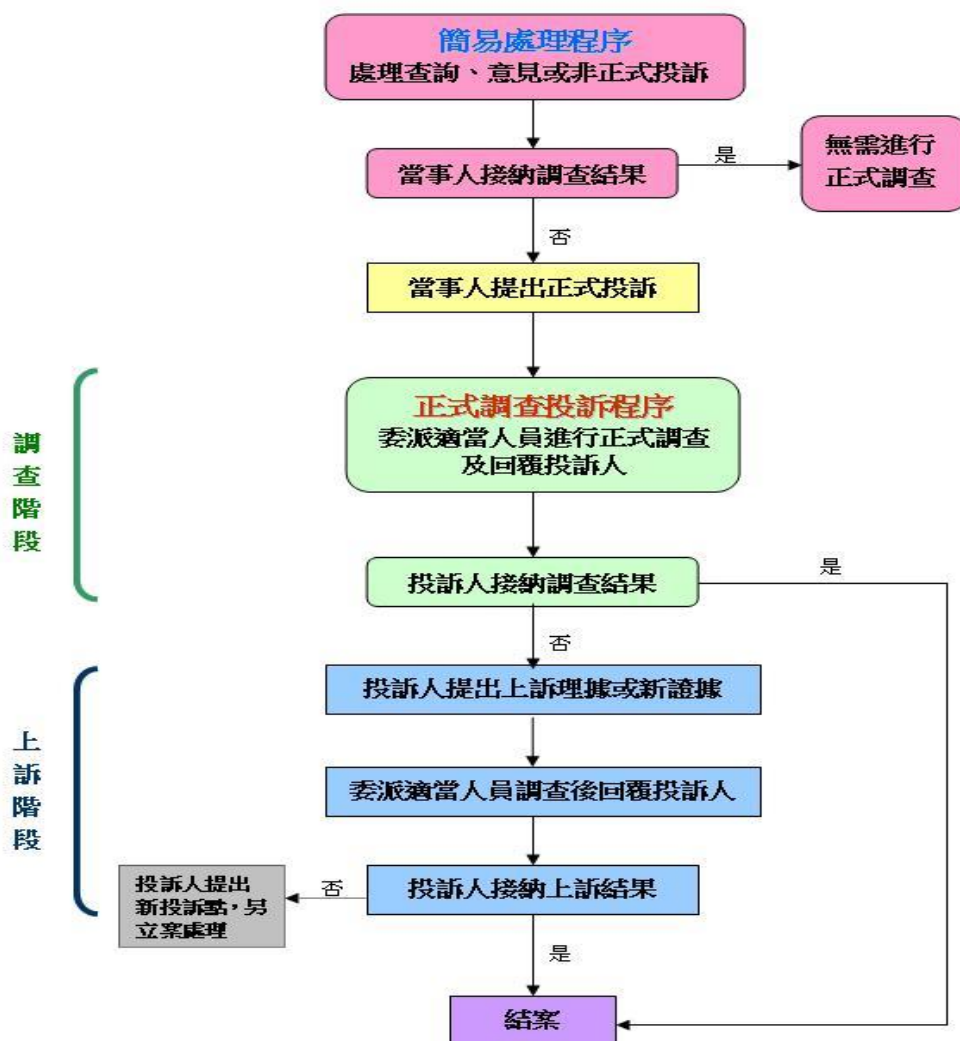 簡易處理程序
處理查詢、意見或非正式投訴
當事人接納調查結果
是
無需進行
正式調查
否
當事人提出正式投訴
調查階段
正式調查投訴程序
委派適當人員進行正式調查
及回覆投訴人
投訴人接納調查結果
是
否
上訴階段
投訴人提出上訴理據或新證據
委派適當人員調查後回覆投訴人
投訴人接納上訴結果
否
投訴人提出
新投訴點，另
立案處理
是
結案